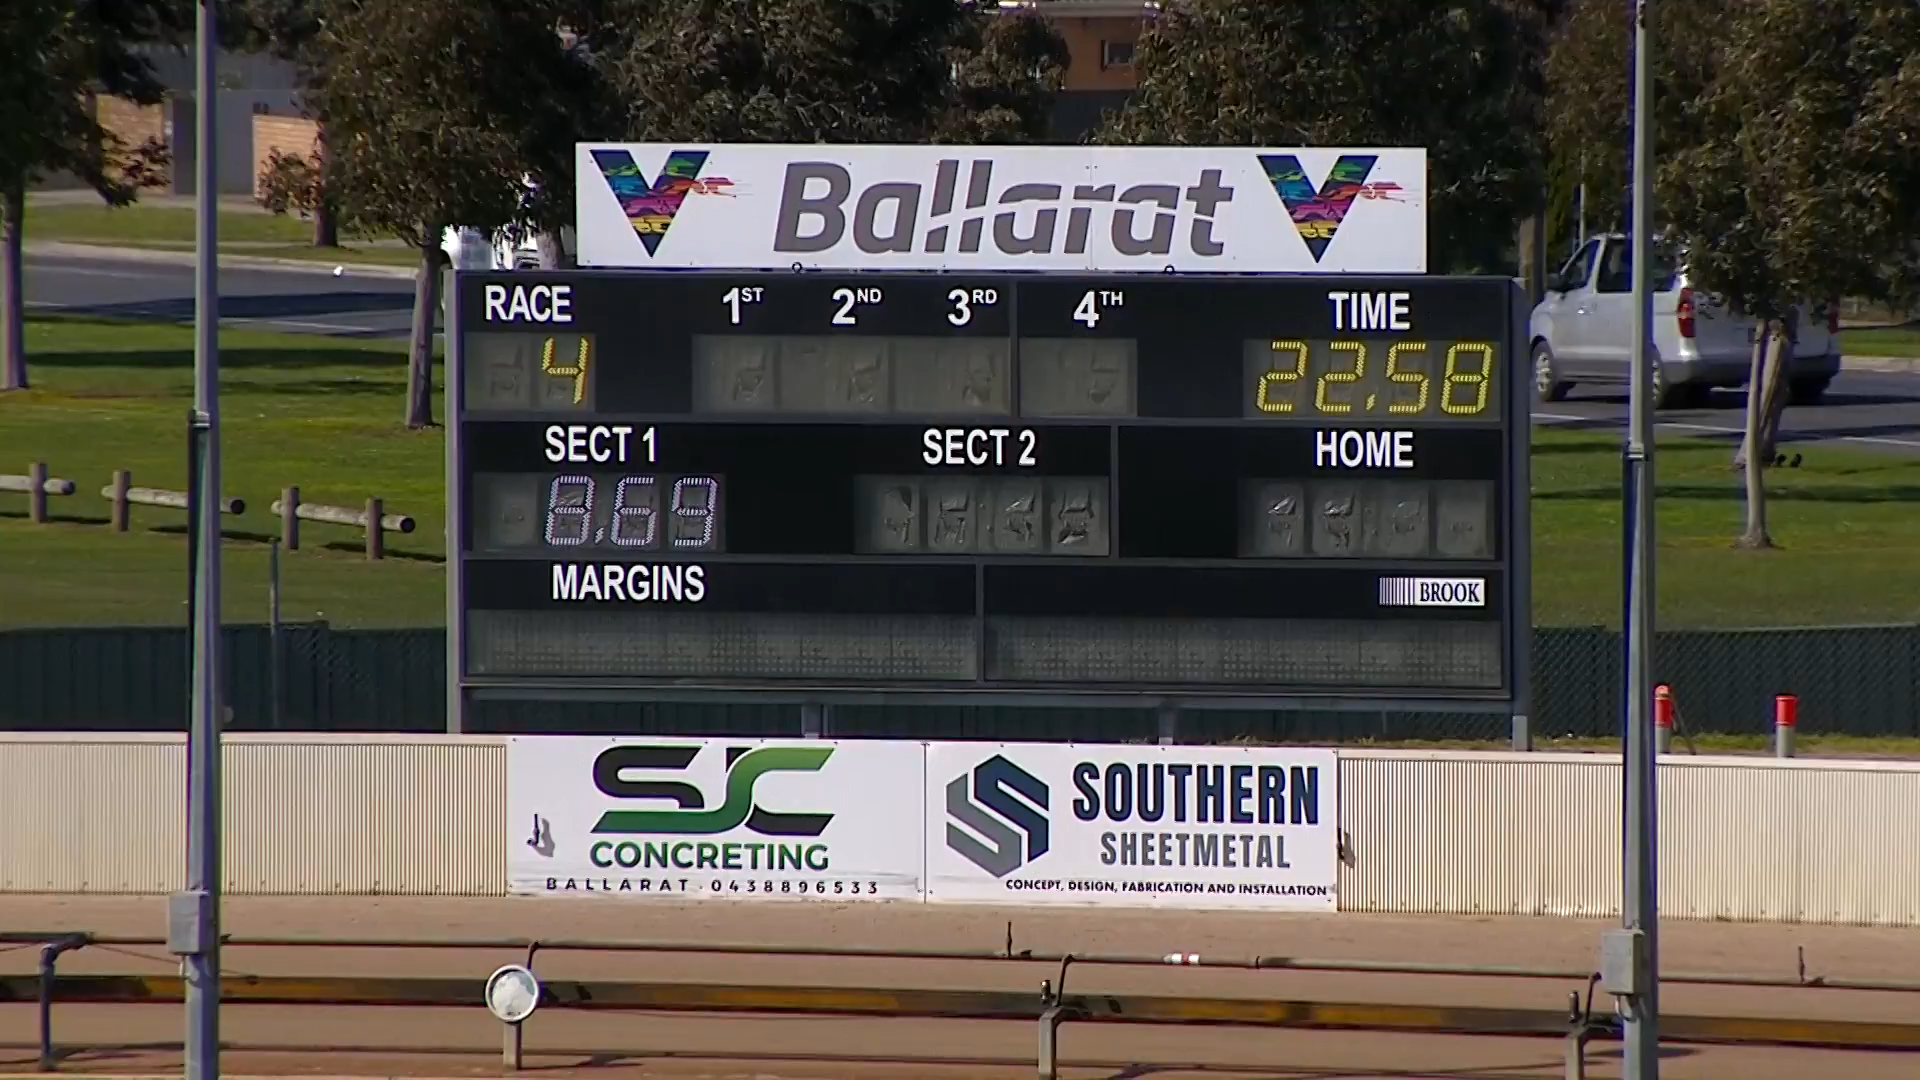 Ballarat
RACE 1ST 2ND 3RD 4TH TIME
4 22.58
SECT 1 SECT 2 HOME
8.69
MARGINS BROOK
SJC
CONCRETING
BALLARAT · 0438896533
SOUTHERN
SHEETMETAL
CONCEPT, DESIGN, FABRICATION AND INSTALLATION